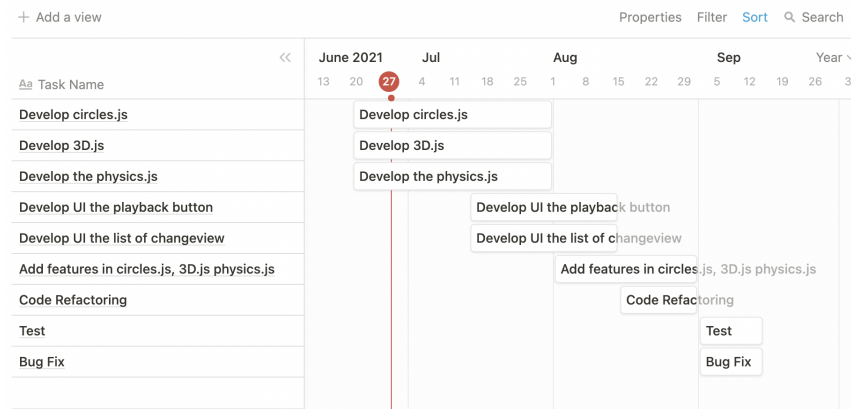 + Add a view Properties Filter Sort Search
June 2021 Jul Aug Sep Year
Aa Task Name 13 20 27 4 11 18 25 1 8 15 22 29 5 12 19 26 3
Develop circles.js Develop circles.js
Develop 3D.js Develop 3D.js
Develop the physics.js Develop the physics.js
Develop UI the playback button Develop UI the playback button
Develop UI the list of changeview Develop UI the list of changeview
Add features in circles.js, 3D.js physics.js Add features in circles.js, 3D.js physics.js
Code Refactoring Code Refactoring
Test Test
Bug Fix Bug Fix